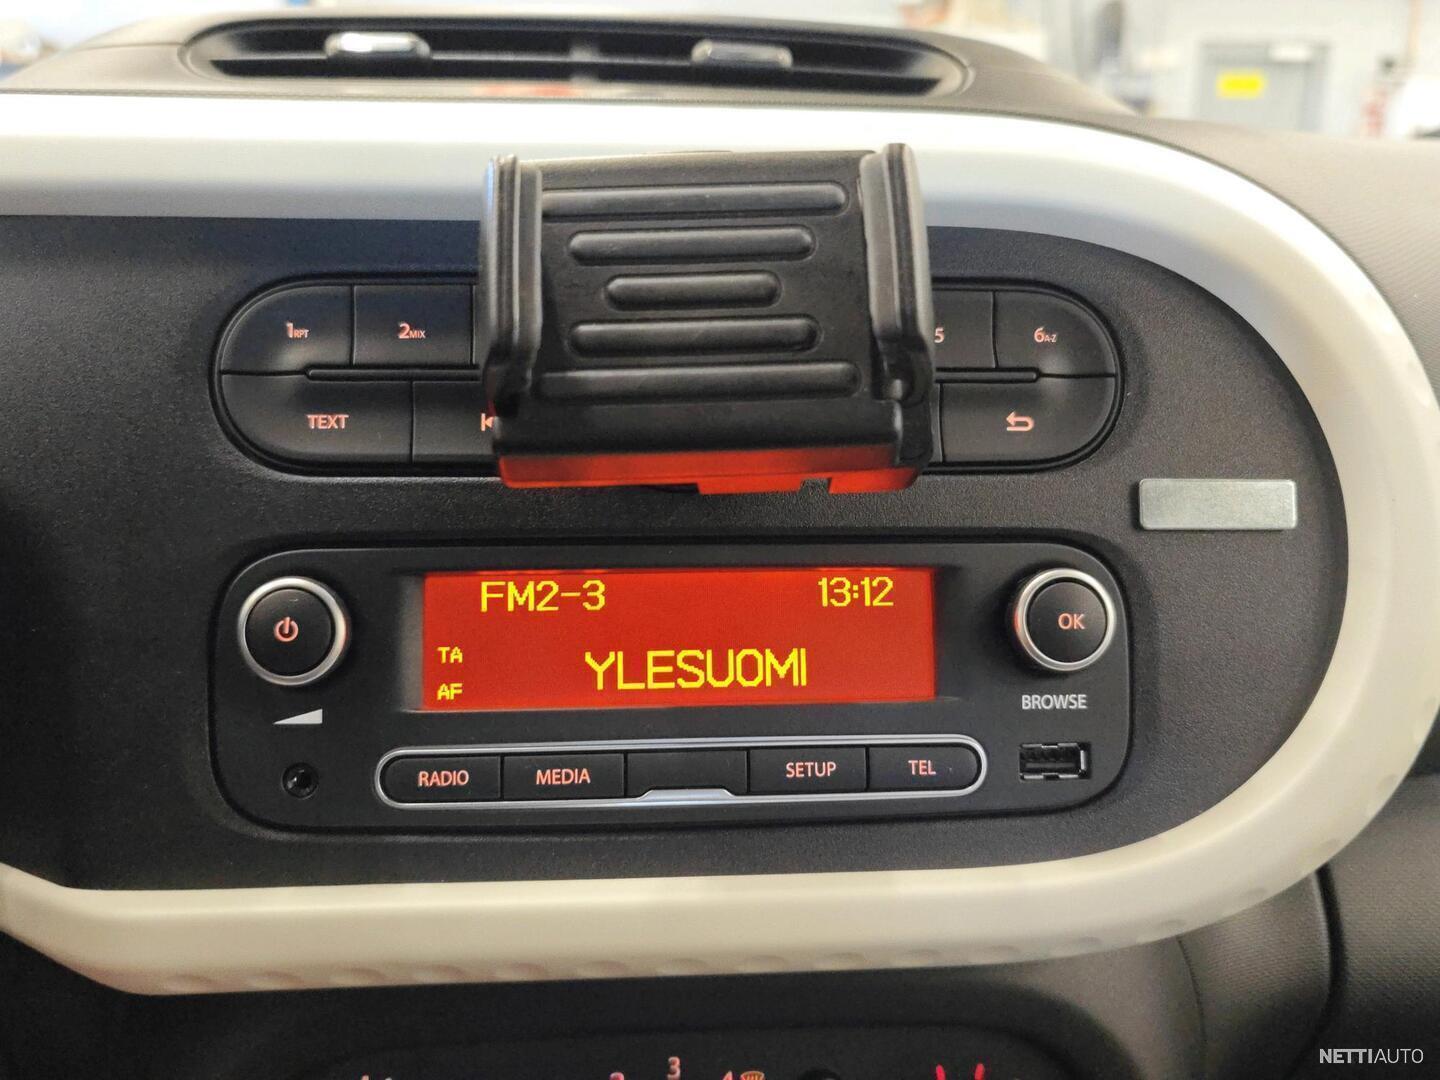 1RPT
2MIX
5
6A-Z
TEXT
FM2-3
13:12
TA
YLESUOMI
AF
OK
BROWSE
RADIO
MEDIA
SETUP
TEL
3
NETTIAUTO